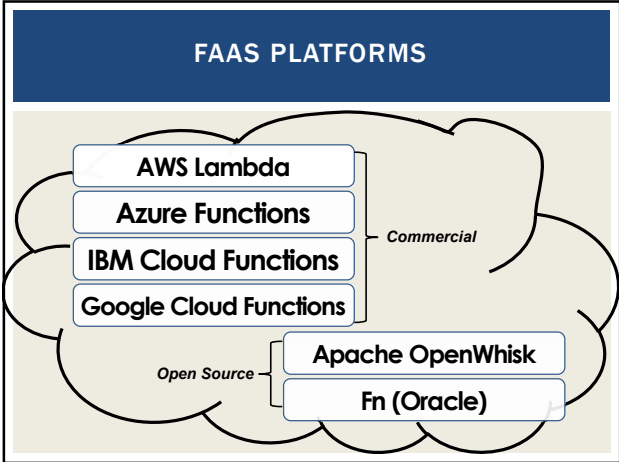 FAAS PLATFORMS
AWS Lambda
Azure Functions
Commercial
IBM Cloud Functions
Google Cloud Functions
Apache OpenWhisk
Open Source
Fn (Oracle)